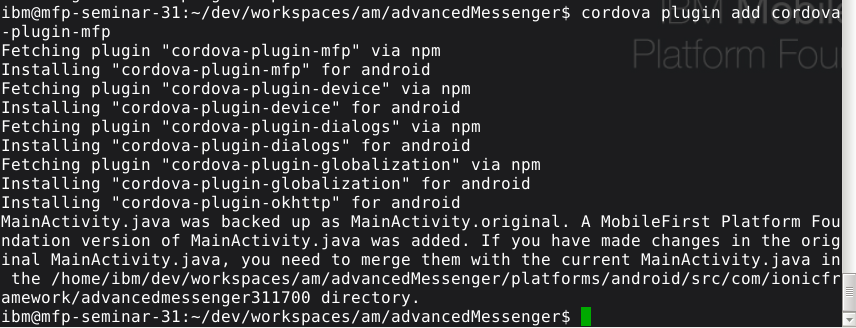 ibm@mfp-seminar-31:~/dev/workspaces/am/advancedMessenger$ cordova plugin add cordova
-plugin-mfp
Fetching plugin "cordova-plugin-mfp" via npm
Installing "cordova-plugin-mfp" for android
Fetching plugin "cordova-plugin-device" via npm
Installing "cordova-plugin-device" for android
Fetching plugin "cordova-plugin-dialogs" via npm
Installing "cordova-plugin-dialogs" for android
Fetching plugin "cordova-plugin-globalization" via npm
Installing "cordova-plugin-globalization" for android
Installing "cordova-plugin-okhttp" for android
MainActivity.java was backed up as MainActivity.original. A MobileFirst Platform Fou
ndation version of MainActivity.java was added. If you have made changes in the orig
inal MainActivity.java, you need to merge them with the current MainActivity.java in
 the /home/ibm/dev/workspaces/am/advancedMessenger/platforms/android/src/com/ionicfr
amework/advancedmessenger311700 directory.
ibm@mfp-seminar-31:~/dev/workspaces/am/advancedMessenger$
Platform Four